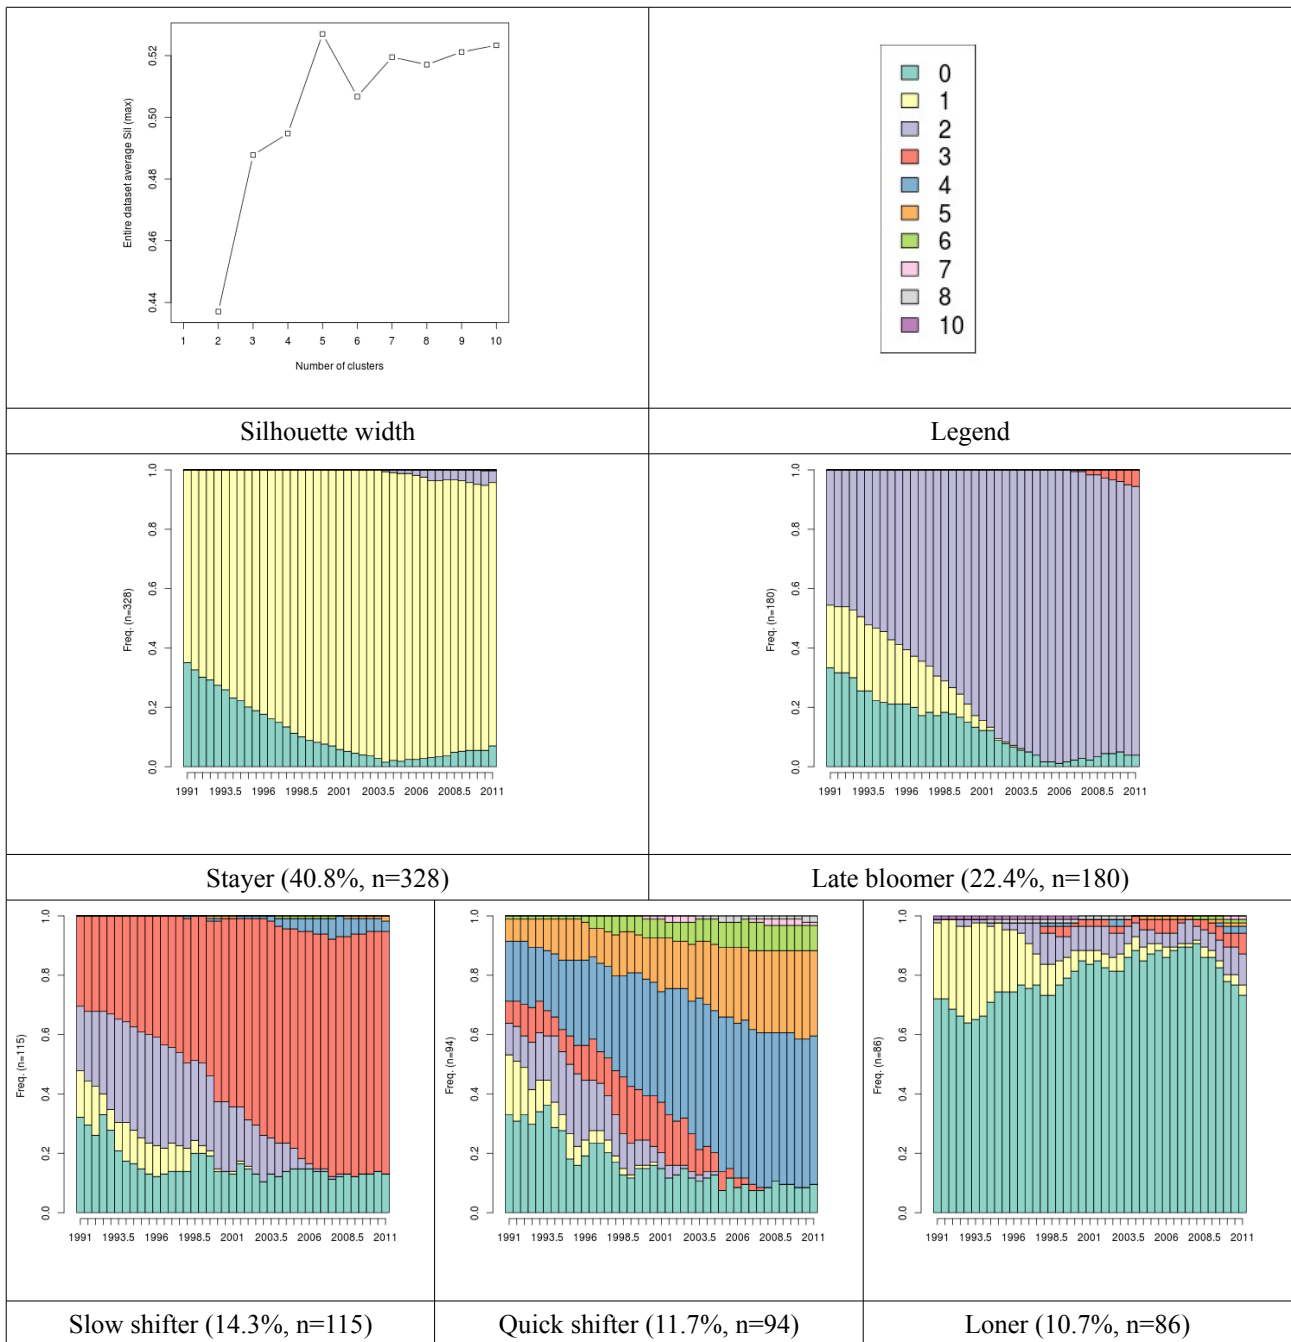 Entire dataset average Sil (max)
0.52
0.50
0.48
0.46
0.44
1 2 3 4 5 6 7 8 9 10
Number of clusters
0
1
2
3
4
5
6
7
8
10
Silhouette width
Legend
Freq. (n=328)
1.0
0.8
0.6
0.4
0.2
0.0
1991 1993.5 1996 1998.5 2001 2003.5 2006 2008.5 2011
Freq. (n=180)
1.0
0.8
0.6
0.4
0.2
0.0
1991 1993.5 1996 1998.5 2001 2003.5 2006 2008.5 2011
Stayer (40.8%, n=328)
Late bloomer (22.4%, n=180)
Freq. (n=115)
1.0
0.8
0.6
0.4
0.2
0.0
1991 1993.5 1996 1998.5 2001 2003.5 2006 2008.5 2011
Freq. (n=94)
1.0
0.8
0.6
0.4
0.2
0.0
1991 1993.5 1996 1998.5 2001 2003.5 2006 2008.5 2011
Freq. (n=86)
1.0
0.8
0.6
0.4
0.2
0.0
1991 1993.5 1996 1998.5 2001 2003.5 2006 2008.5 2011
Slow shifter (14.3%, n=115)
Quick shifter (11.7%, n=94)
Loner (10.7%, n=86)